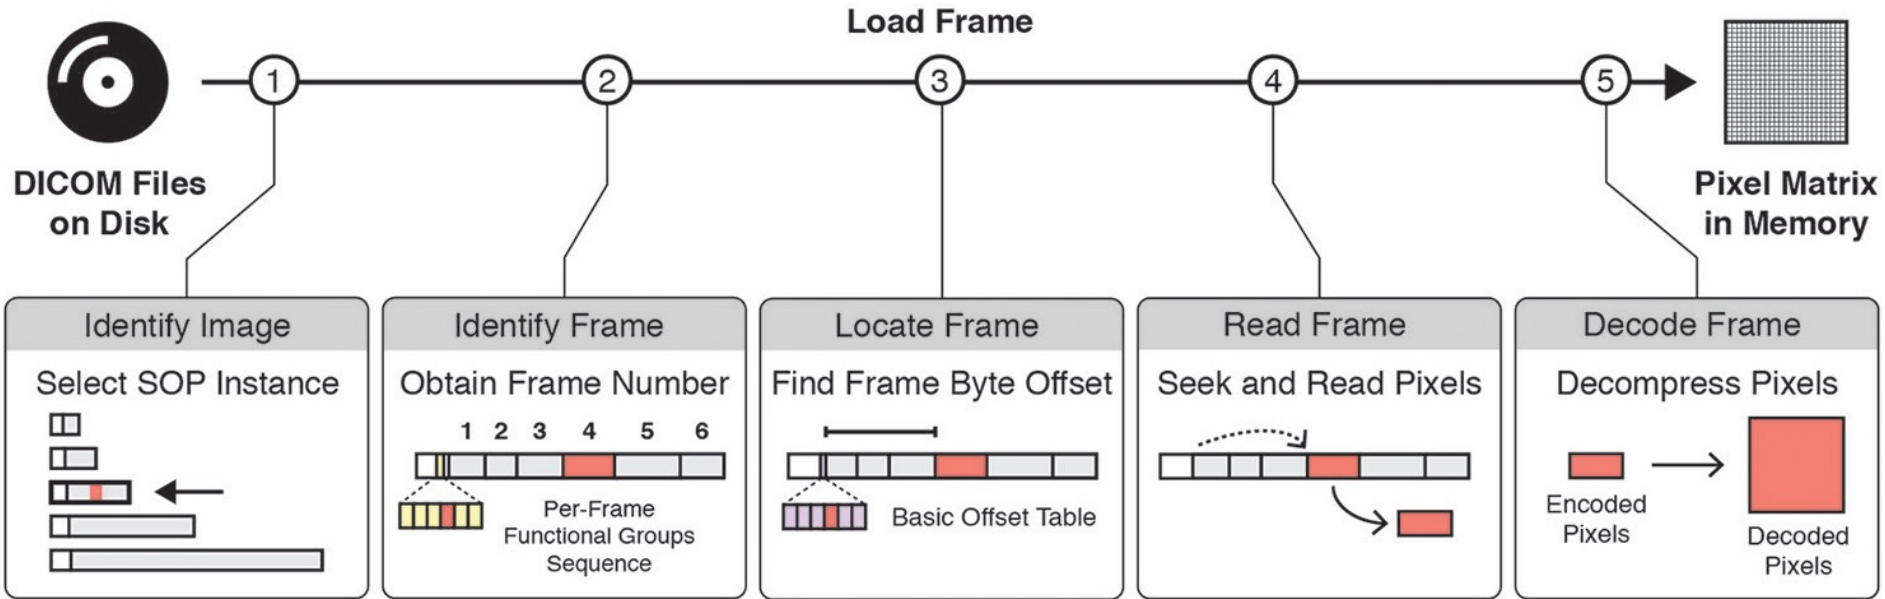 Load Frame
1
2
3
4
5
DICOM Files
on Disk
Pixel Matrix
in Memory
Identify Image
Select SOP Instance
Identify Frame
Obtain Frame Number
1 2 3 4 5 6
Per-Frame
Functional Groups
Sequence
Locate Frame
Find Frame Byte Offset
Basic Offset Table
Read Frame
Seek and Read Pixels
Decode Frame
Decompress Pixels
Encoded
Pixels
Decoded
Pixels